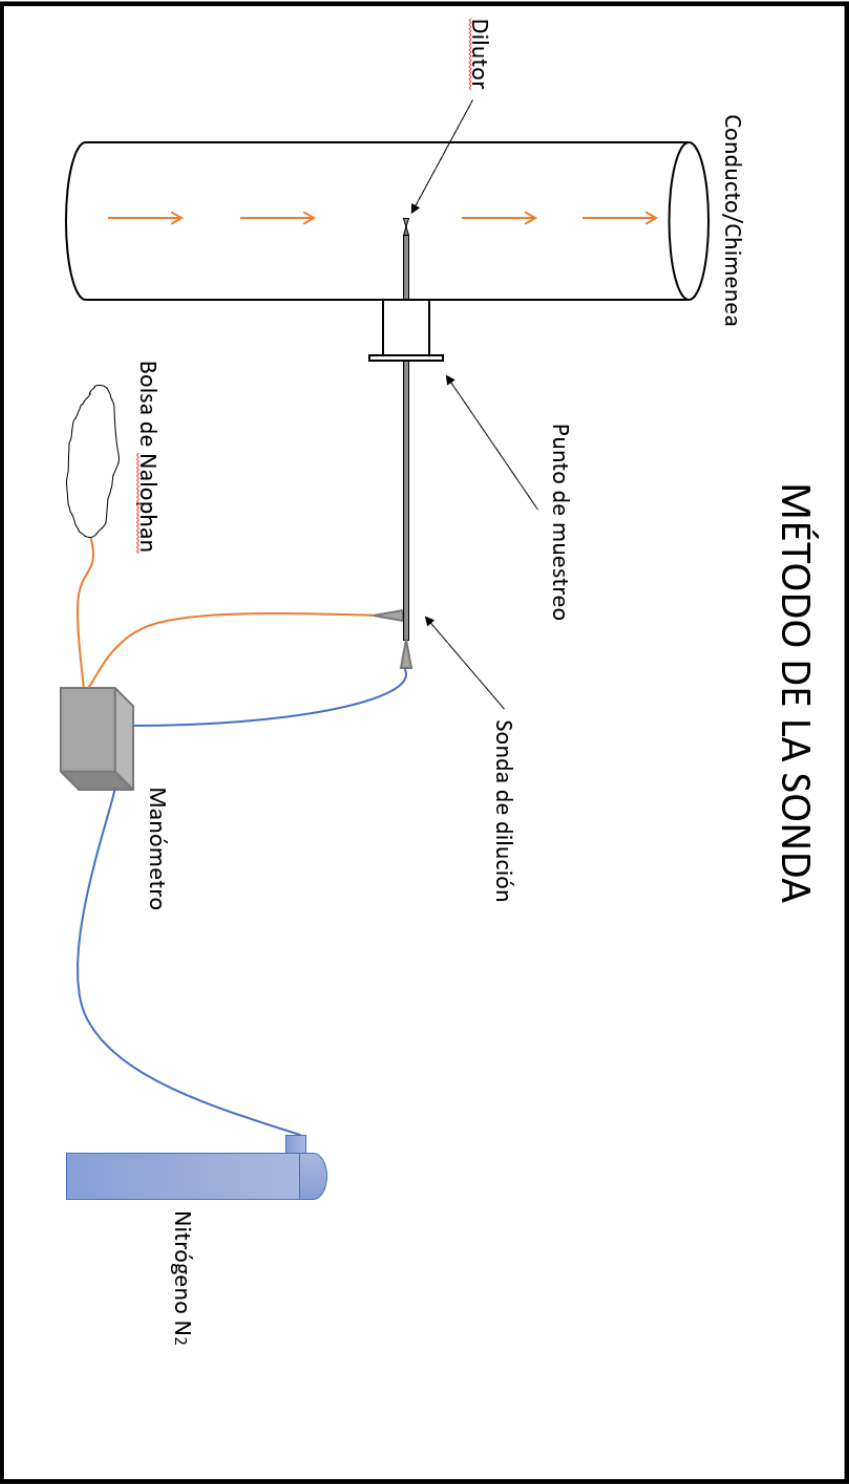 MÉTODO DE LA SONDA
Conducto/Chimenea
Dilutor
Punto de muestreo
Sonda de dilución
Bolsa de Nalophan
Manómetro
Nitrógeno N2